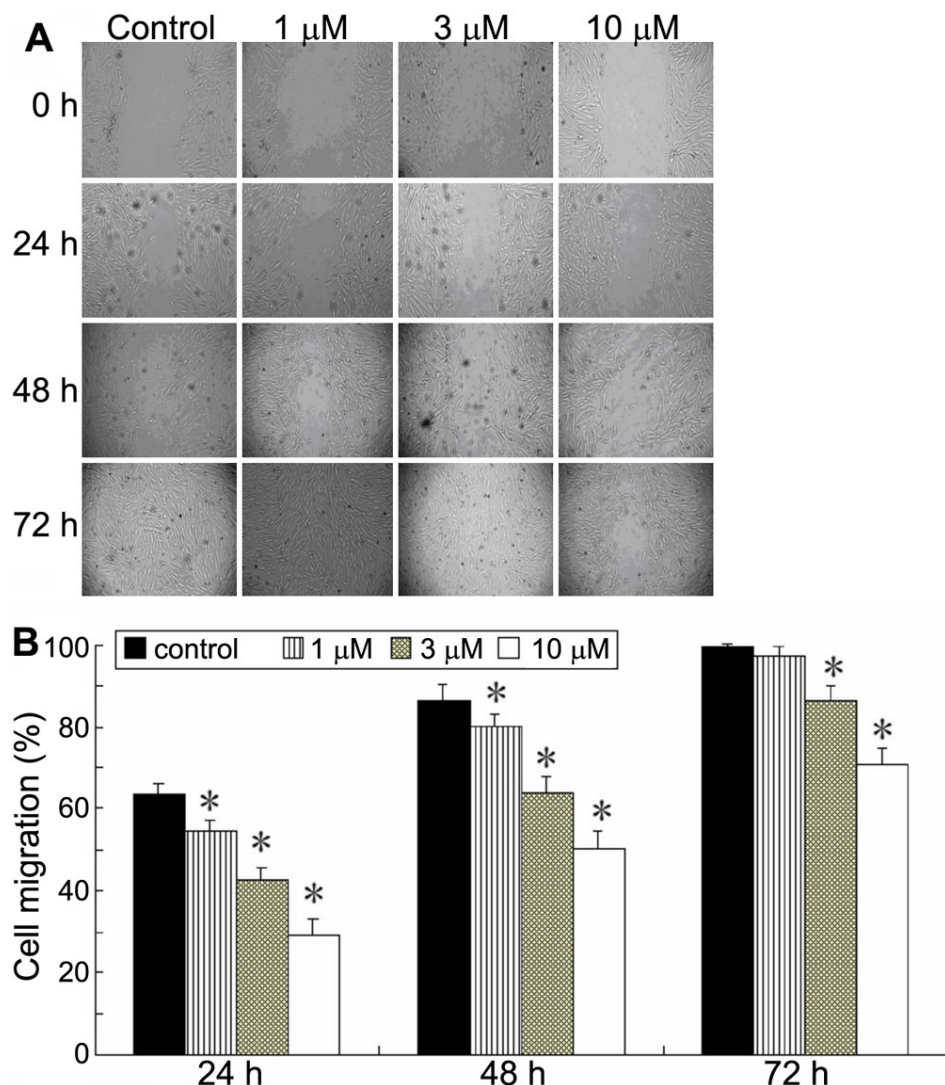 A
Control 1 μM 3 μM 10 μM
0 h
24 h
48 h
72 h
B
control 1 μM 3 μM 10 μM
Cell migration (%)
100
80
60
40
20
0
* * *
* * *
* *
24 h 48 h 72 h